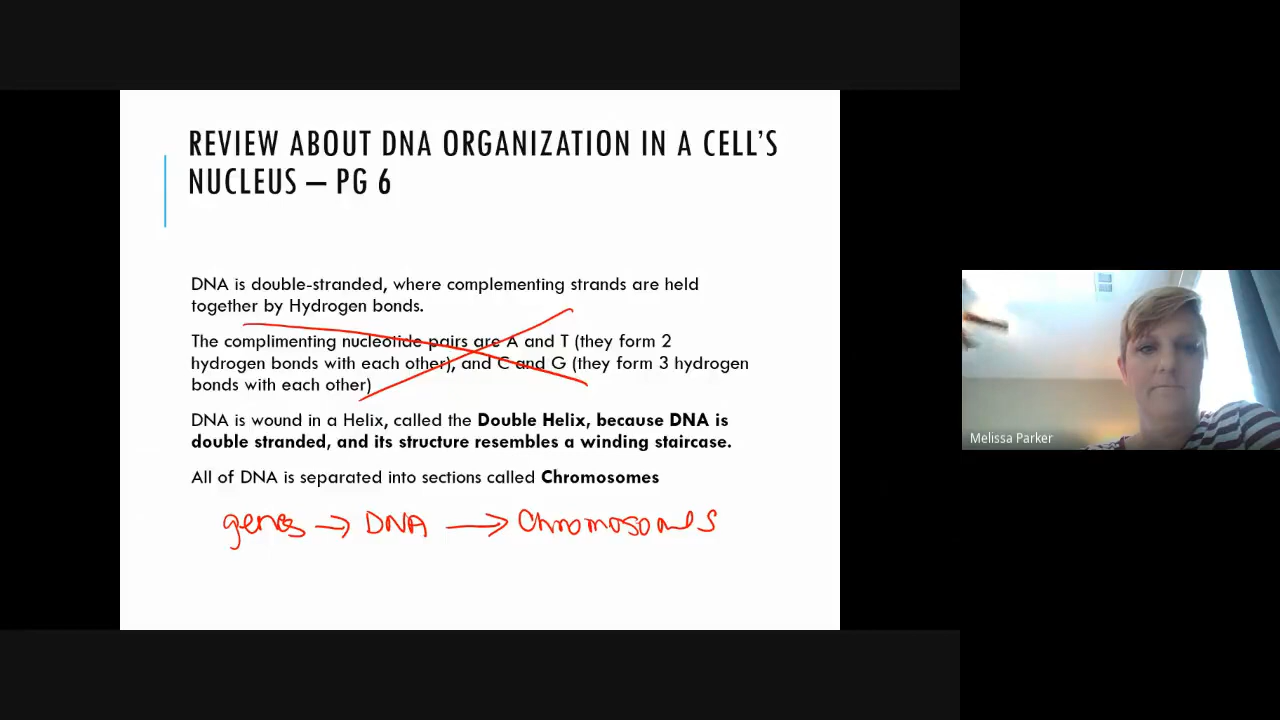 REVIEW ABOUT DNA ORGANIZATION IN A CELL'S
NUCLEUS – PG 6
DNA is double-stranded, where complementing strands are held
together by Hydrogen bonds.
The complimenting nucleotide pairs are A and T (they form 2
hydrogen bonds with each other), and C and G (they form 3 hydrogen
bonds with each other)
DNA is wound in a Helix, called the Double Helix, because DNA is
double stranded, and its structure resembles a winding staircase.
All of DNA is separated into sections called Chromosomes
genes → DNA → Chromosomes
Melissa Parker